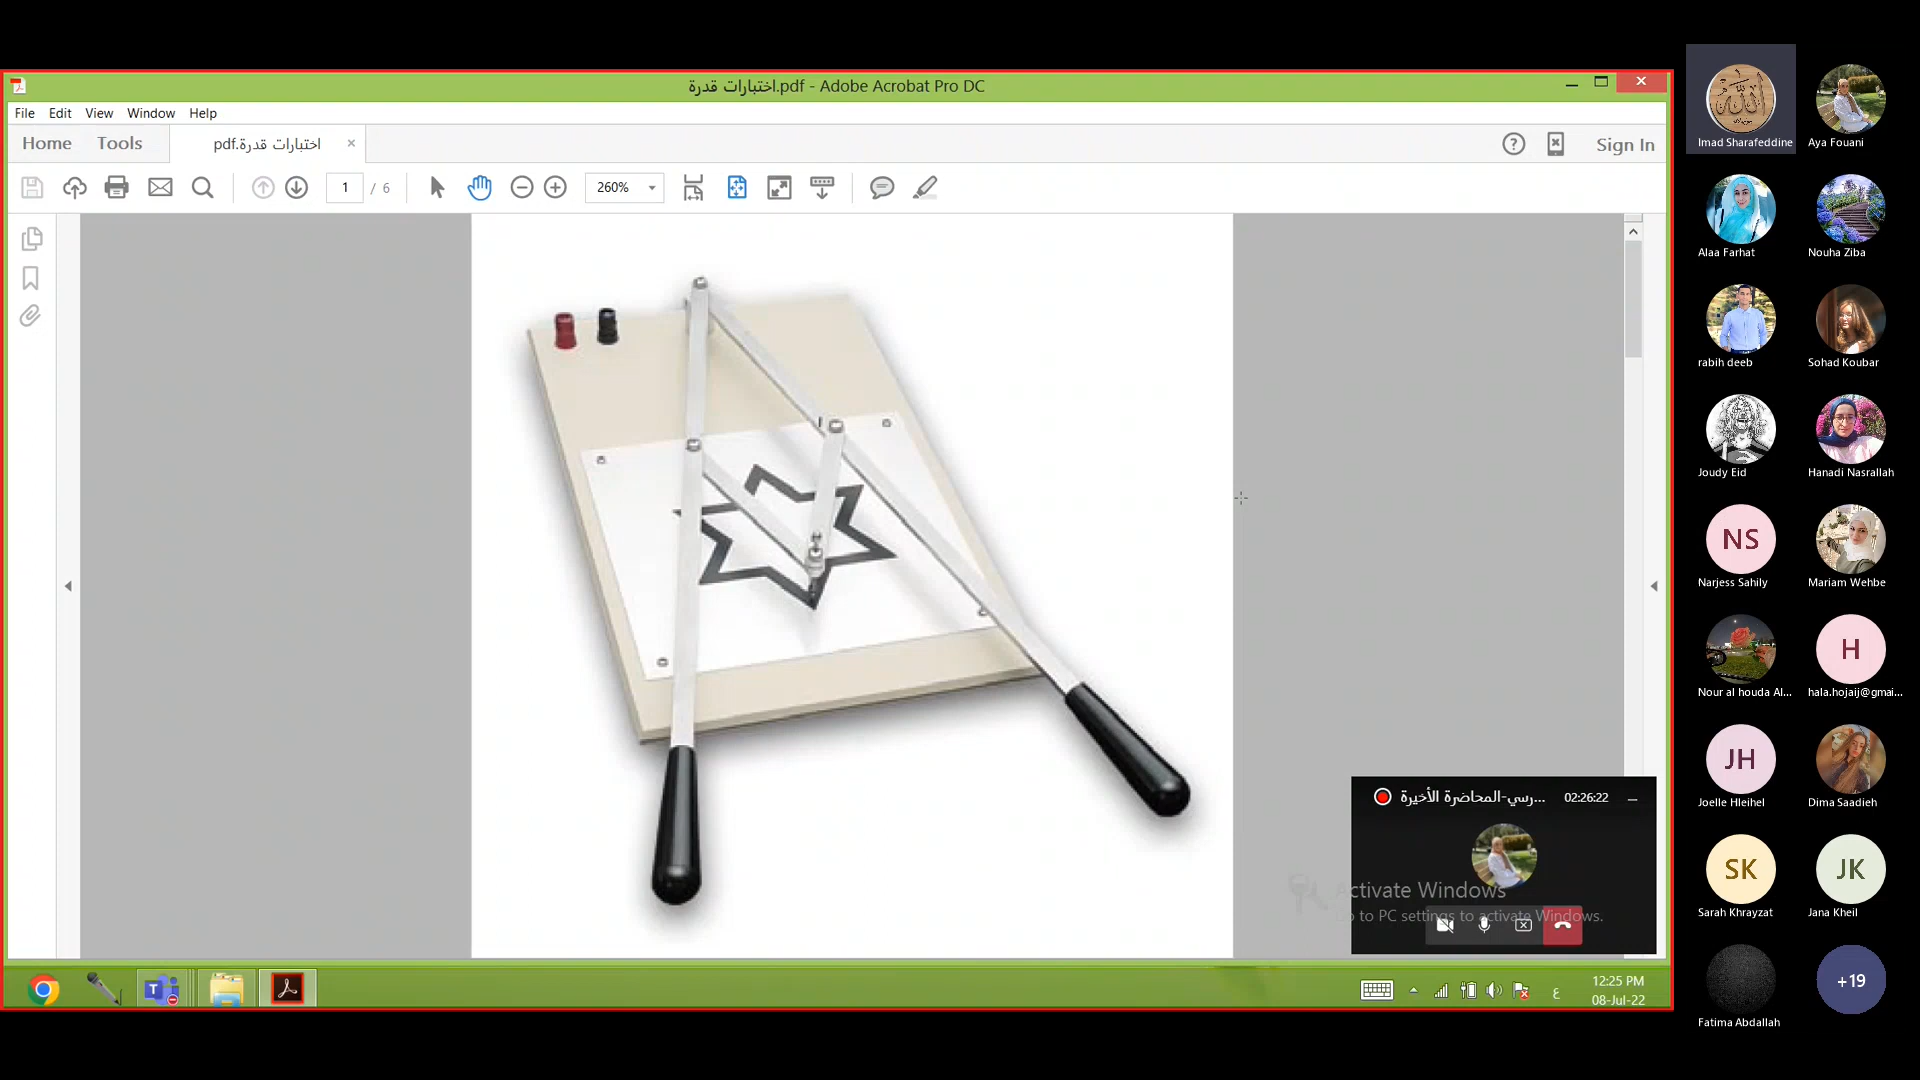 اختبارات قدرة.pdf - Adobe Acrobat Pro DC
File Edit View Window Help
Home Tools اختبارات قدرة.pdf Sign In
1 / 6 260%
Imad Sharafeddine
Aya Fouani
Alaa Farhat
Nouha Ziba
rabih deeb
Sohad Koubar
Joudy Eid
Hanadi Nasrallah
NS
Narjess Sahily
Mariam Wehbe
Nour al houda Al...
H
hala.hojaij@gmai...
JH
Joelle Hleihel
Dima Saadieh
SK
Sarah Khrayzat
JK
Jana Kheil
Fatima Abdallah
+19
...رسي-المحاضرة الأخيرة 02:26:22
Activate Windows
Go to PC settings to activate Windows.
ع
12:25 PM
08-Jul-22